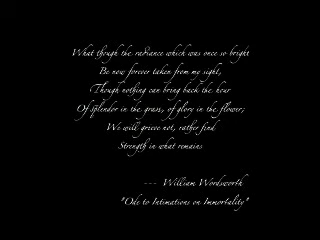 What though the radiance which was once so bright
Be now forever taken from my sight,
Though nothing can bring back the hour
Of splendor in the grass, of glory in the flower;
We will grieve not, rather find
Strength in what remains
--- William Wordsworth
"Ode to Intimations on Immortality"